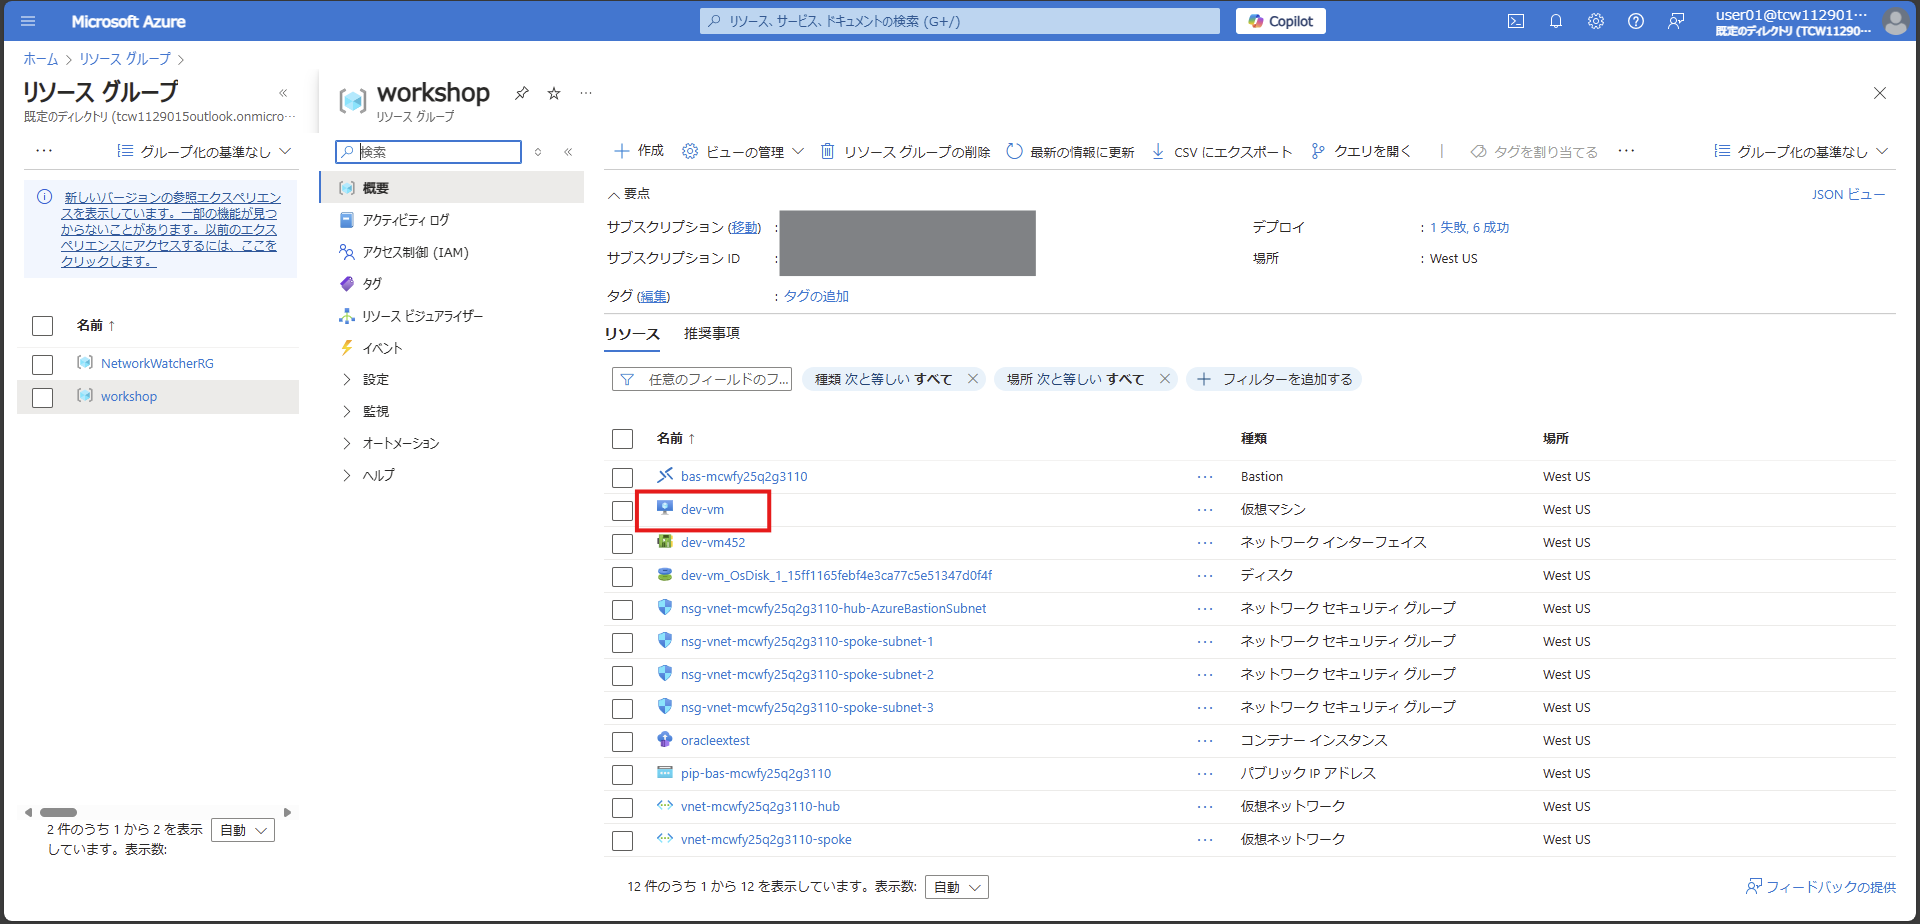 Microsoft Azure
リソース、サービス、ドキュメントの検索 (G+/)
Copilot
user01@tcw112901···
既定のディレクトリ (TCW11290···
ホーム > リソース グループ >
リソース グループ
既定のディレクトリ (tcw1129015outlook.onmicro···
グループ化の基準なし
新しいバージョンの参照エクスペリエン
スを表示しています。一部の機能が見つ
からないことがあります。以前のエクス
ペリエンスにアクセスするには、ここを
クリックします。
名前 ↑
NetworkWatcherRG
workshop
2 件のうち 1 から 2 を表示
しています。表示数:
自動
workshop
リソース グループ
検索
概要
アクティビティ ログ
アクセス制御 (IAM)
タグ
リソース ビジュアライザー
イベント
設定
監視
オートメーション
ヘルプ
作成 ビューの管理 リソース グループの削除 最新の情報に更新 CSV にエクスポート クエリを開く タグを割り当てる グループ化の基準なし
要点
JSON ビュー
サブスクリプション (移動) :
デプロイ : 1 失敗, 6 成功
サブスクリプション ID :
場所 : West US
タグ (編集) : タグの追加
リソース 推奨事項
任意のフィールドのフ... 種類 次と等しい すべて 場所 次と等しい すべて フィルターを追加する
名前 ↑ 種類 場所
bas-mcwfy25q2g3110 ··· Bastion West US
dev-vm ··· 仮想マシン West US
dev-vm452 ··· ネットワーク インターフェイス West US
dev-vm_OsDisk_1_15ff1165febf4e3ca77c5e51347d0f4f ··· ディスク West US
nsg-vnet-mcwfy25q2g3110-hub-AzureBastionSubnet ··· ネットワーク セキュリティ グループ West US
nsg-vnet-mcwfy25q2g3110-spoke-subnet-1 ··· ネットワーク セキュリティ グループ West US
nsg-vnet-mcwfy25q2g3110-spoke-subnet-2 ··· ネットワーク セキュリティ グループ West US
nsg-vnet-mcwfy25q2g3110-spoke-subnet-3 ··· ネットワーク セキュリティ グループ West US
oracleextest ··· コンテナー インスタンス West US
pip-bas-mcwfy25q2g3110 ··· パブリック IP アドレス West US
vnet-mcwfy25q2g3110-hub ··· 仮想ネットワーク West US
vnet-mcwfy25q2g3110-spoke ··· 仮想ネットワーク West US
12 件のうち 1 から 12 を表示しています。表示数: 自動
フィードバックの提供